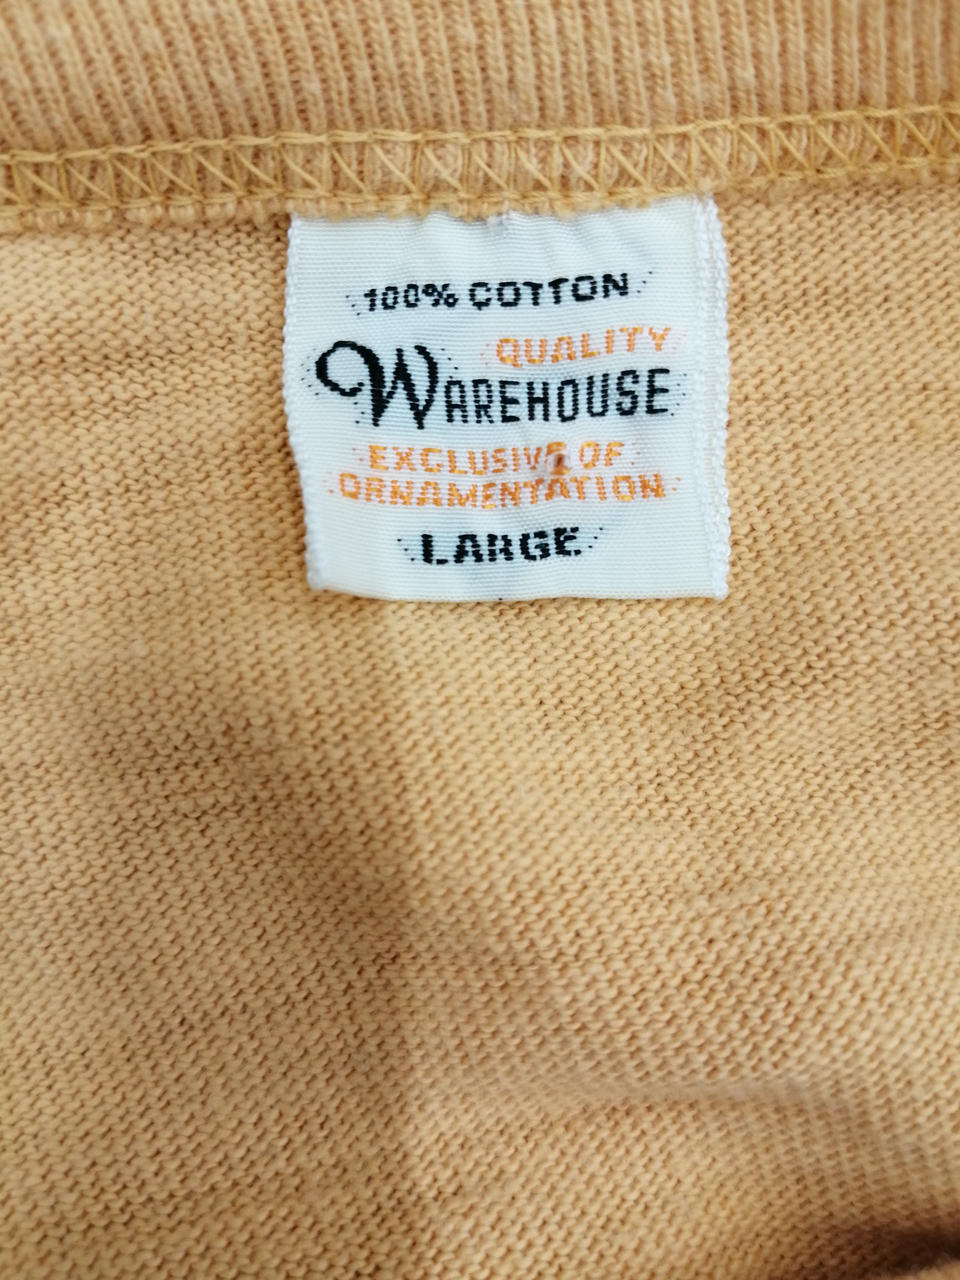 100% COTTON
QUALITY
WAREHOUSE
EXCLUSIVE OF
ORNAMENTATION
LARGE